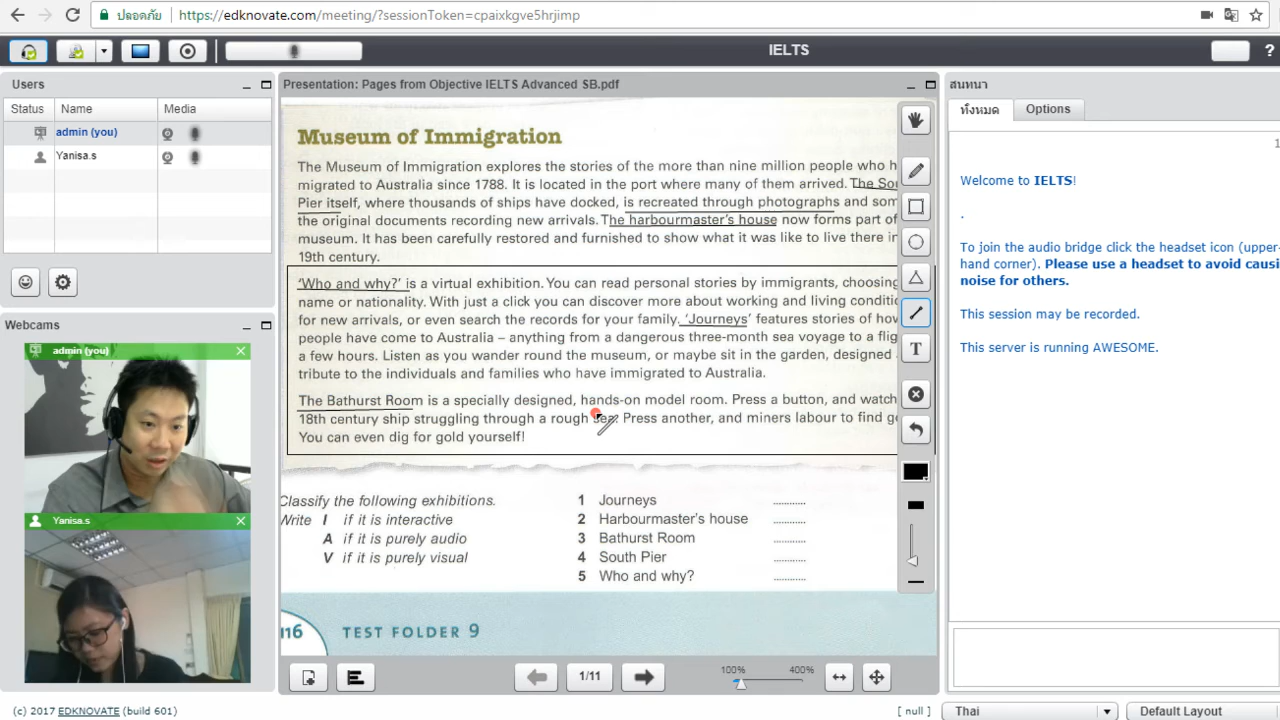 ปลอดภัย https://edknovate.com/meeting/?sessionToken=cpaixkgve5hrjimp
IELTS
?
Users
Status Name Media
admin (you)
Yanisa.s
Webcams
admin (you)
Yanisa.s
Presentation: Pages from Objective IELTS Advanced SB.pdf
Museum of Immigration
The Museum of Immigration explores the stories of the more than nine million people who h
migrated to Australia since 1788. It is located in the port where many of them arrived. The Sou
Pier itself, where thousands of ships have docked, is recreated through photographs and som
the original documents recording new arrivals. The harbourmaster's house now forms part of
museum. It has been carefully restored and furnished to show what it was like to live there in
19th century.
'Who and why?' is a virtual exhibition. You can read personal stories by immigrants, choosing
name or nationality. With just a click you can discover more about working and living conditio
for new arrivals, or even search the records for your family. 'Journeys' features stories of how
people have come to Australia – anything from a dangerous three-month sea voyage to a flig
a few hours. Listen as you wander round the museum, or maybe sit in the garden, designed
tribute to the individuals and families who have immigrated to Australia.
The Bathurst Room is a specially designed, hands-on model room. Press a button, and watch
18th century ship struggling through a rough sea. Press another, and miners labour to find go
You can even dig for gold yourself!
Classify the following exhibitions.
Write I if it is interactive
A if it is purely audio
V if it is purely visual
1 Journeys ............
2 Harbourmaster's house ............
3 Bathurst Room ............
4 South Pier ............
5 Who and why? ............
116 TEST FOLDER 9
T
1/11
100% 400%
สนทนา
ทั้งหมด Options
1
Welcome to IELTS!
.
To join the audio bridge click the headset icon (upper-
hand corner). Please use a headset to avoid causi
noise for others.
This session may be recorded.
This server is running AWESOME.
(c) 2017 EDKNOVATE (build 601)
[ null ]
Thai
Default Layout